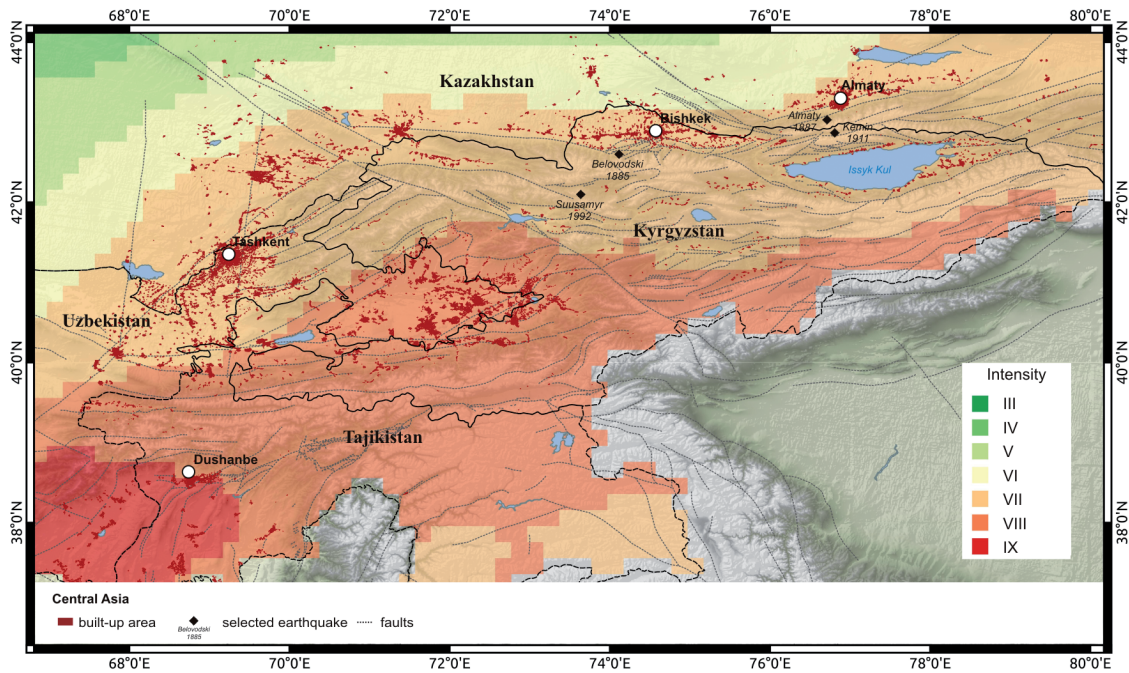 68°0'E 70°0'E 72°0'E 74°0'E 76°0'E 78°0'E 80°0'E
44°0'N 44°0'N
Kazakhstan
Almaty
Almaty
1887
Kemin
1911
Bishkek
Belovodski
1885
Issyk Kul
42°0'N 42°0'N
Suusamyr
1992
Kyrgyzstan
Tashkent
Uzbekistan
40°0'N 40°0'N
Intensity
III
IV
V
VI
VII
VIII
IX
Tajikistan
Dushanbe
38°0'N 38°0'N
Central Asia
built-up area
Belovodski
1885
selected earthquake
faults
68°0'E 70°0'E 72°0'E 74°0'E 76°0'E 78°0'E 80°0'E